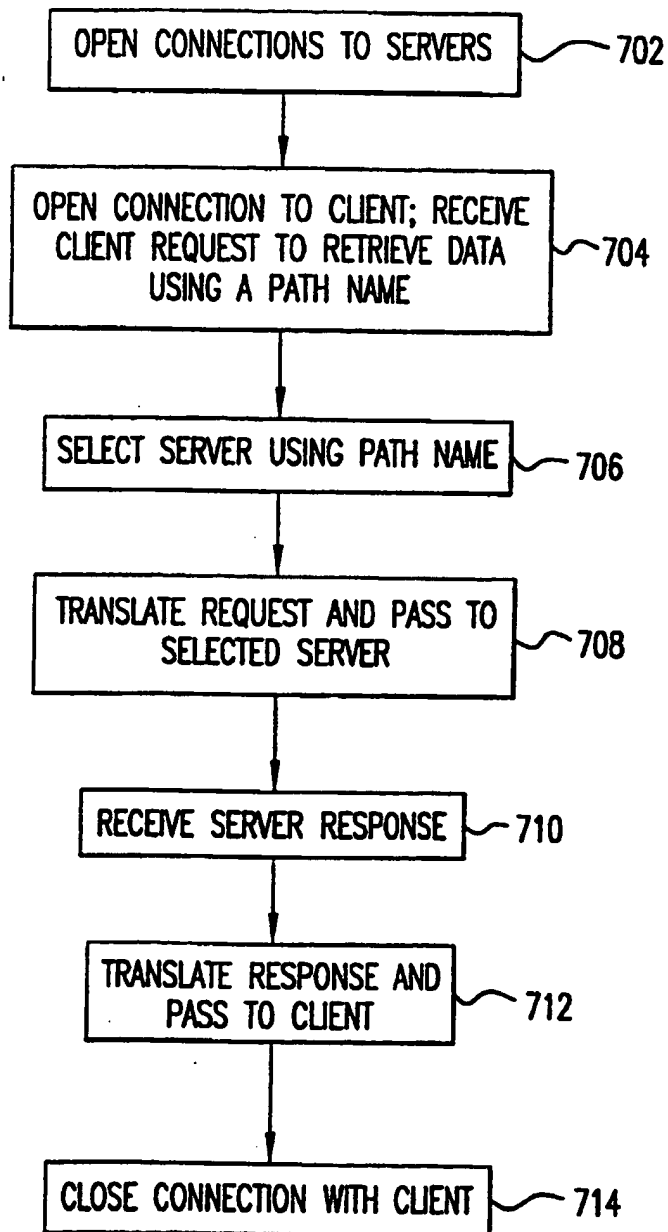 OPEN CONNECTIONS TO SERVERS
702
OPEN CONNECTION TO CLIENT; RECEIVE
CLIENT REQUEST TO RETRIEVE DATA
USING A PATH NAME
704
SELECT SERVER USING PATH NAME
706
TRANSLATE REQUEST AND PASS TO
SELECTED SERVER
708
RECEIVE SERVER RESPONSE
710
TRANSLATE RESPONSE AND
PASS TO CLIENT
712
CLOSE CONNECTION WITH CLIENT
714